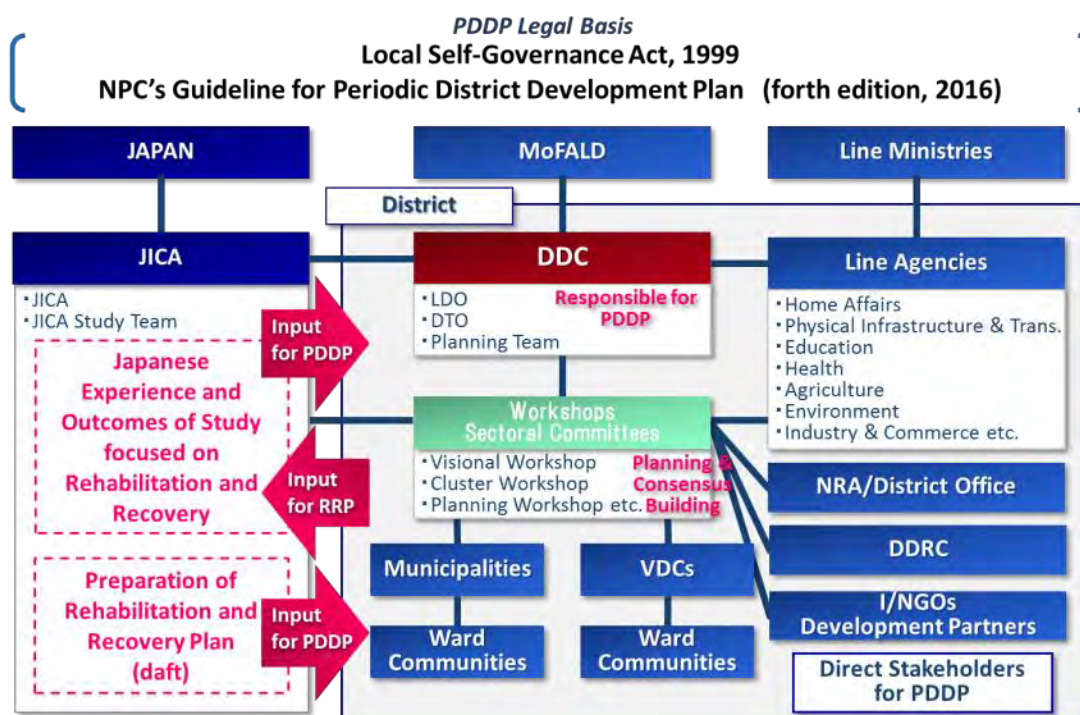 PDDP Legal Basis
Local Self-Governance Act, 1999
NPC's Guideline for Periodic District Development Plan (forth edition, 2016)
JAPAN
MoFALD
Line Ministries
District
JICA
DDC
Line Agencies
・JICA
・JICA Study Team
・LDO
・DTO
・Planning Team
Responsible for
PDDP
・Home Affairs
・Physical Infrastructure & Trans.
・Education
・Health
・Agriculture
・Environment
・Industry & Commerce etc.
Input
for PDDP
Japanese
Experience and
Outcomes of Study
focused on
Rehabilitation and
Recovery
Workshops
Sectoral Committees
・Visional Workshop
・Cluster Workshop
・Planning Workshop etc.
Planning &
Consensus
Building
Input
for RRP
NRA/District Office
DDRC
I/NGOs
Development Partners
Municipalities
VDCs
Preparation of
Rehabilitation and
Recovery Plan
(daft)
Input
for PDDP
Ward
Communities
Ward
Communities
Direct Stakeholders
for PDDP